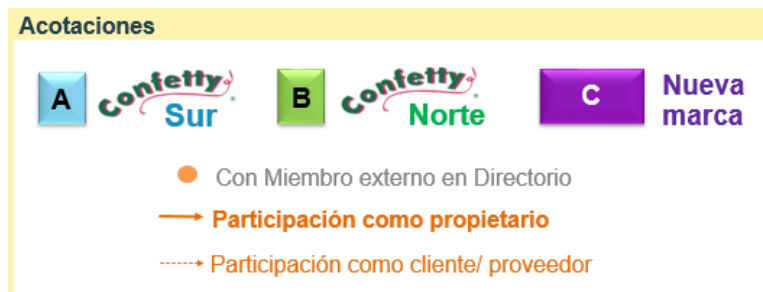 Acotaciones
A Confetty Sur B Confetty Norte C Nueva marca
Con Miembro externo en Directorio
Participación como propietario
Participación como cliente/ proveedor